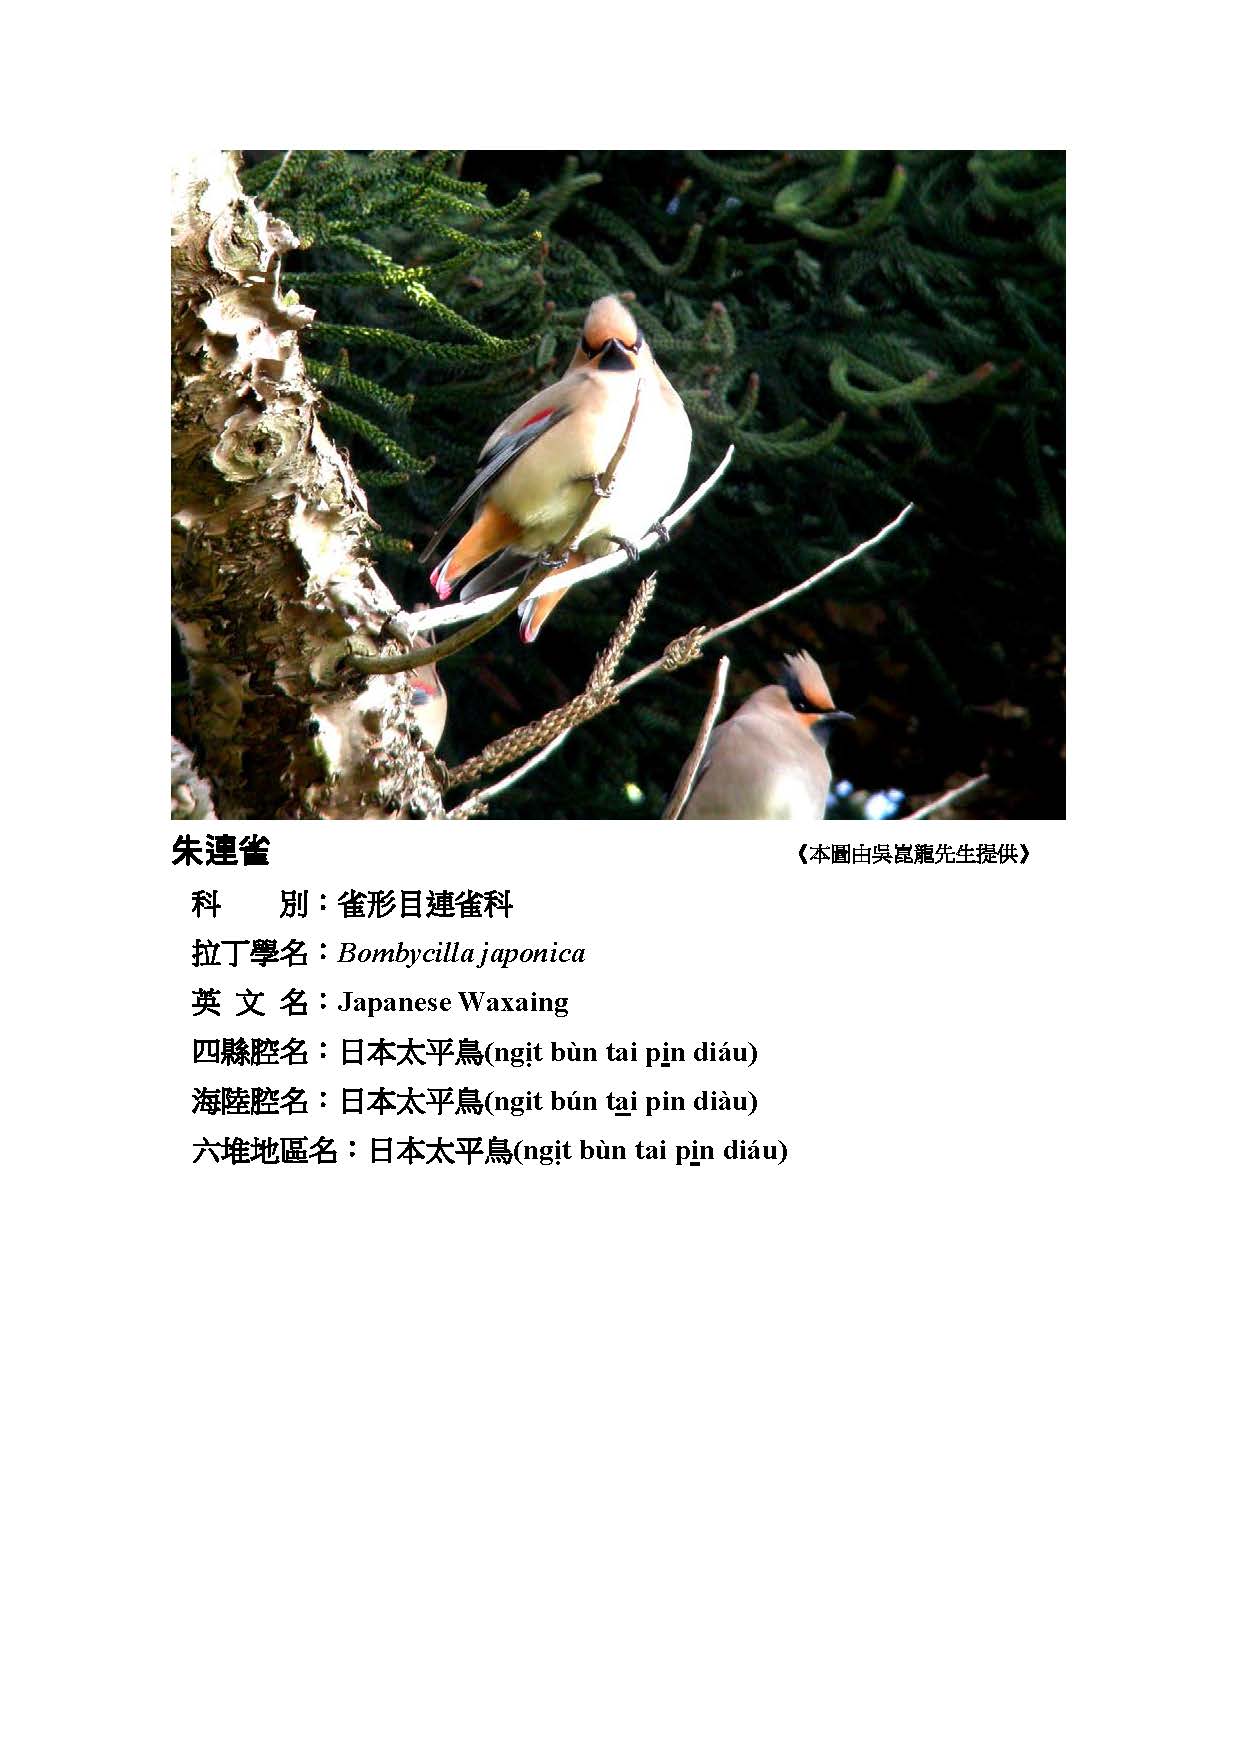 朱連雀 《本圖由吳崑龍先生提供》
科 別：雀形目連雀科
拉丁學名：Bombycilla japonica
英 文 名：Japanese Waxaing
四縣腔名：日本太平鳥(ngịt bùn tai pi̲n diáu)
海陸腔名：日本太平鳥(ngit bún ta̲i pin diàu)
六堆地區名：日本太平鳥(ngịt bùn tai pi̲n diáu)